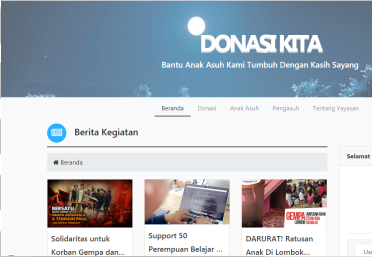 DONASI KITA
Bantu Anak Asuh Kami Tumbuh Dengan Kasih Sayang
Beranda Donasi Anak Asuh Pengasuh Tentang Yayasan
Berita Kegiatan
Beranda
Selamat
BERSATU
GEMPA
Solidaritas untuk
Korban Gempa dan...
Support 50
Perempuan Belajar ...
DARURAT! Ratusan
Anak Di Lombok...